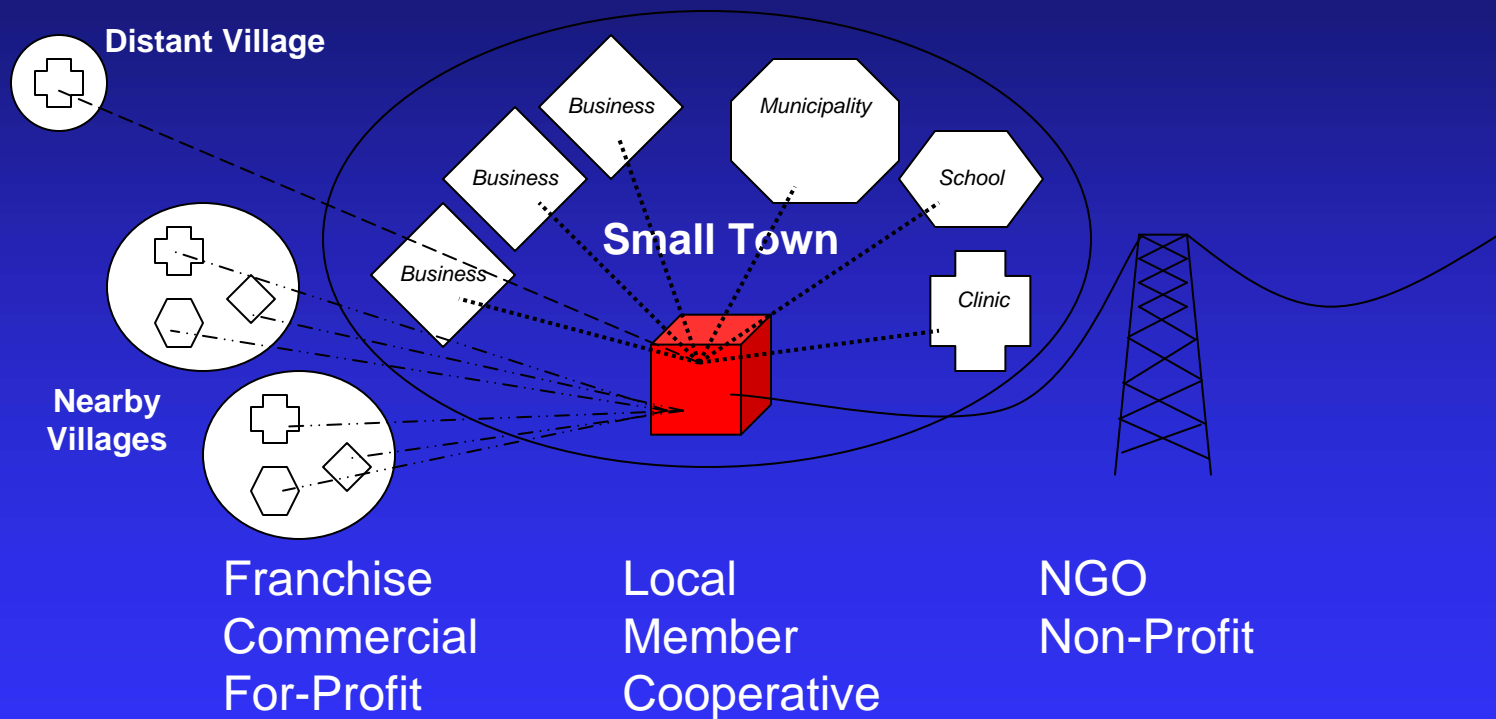 Distant Village
Business
Municipality
Business
School
Small Town
Business
Clinic
Nearby
Villages
Franchise
Commercial
For-Profit
Local
Member
Cooperative
NGO
Non-Profit